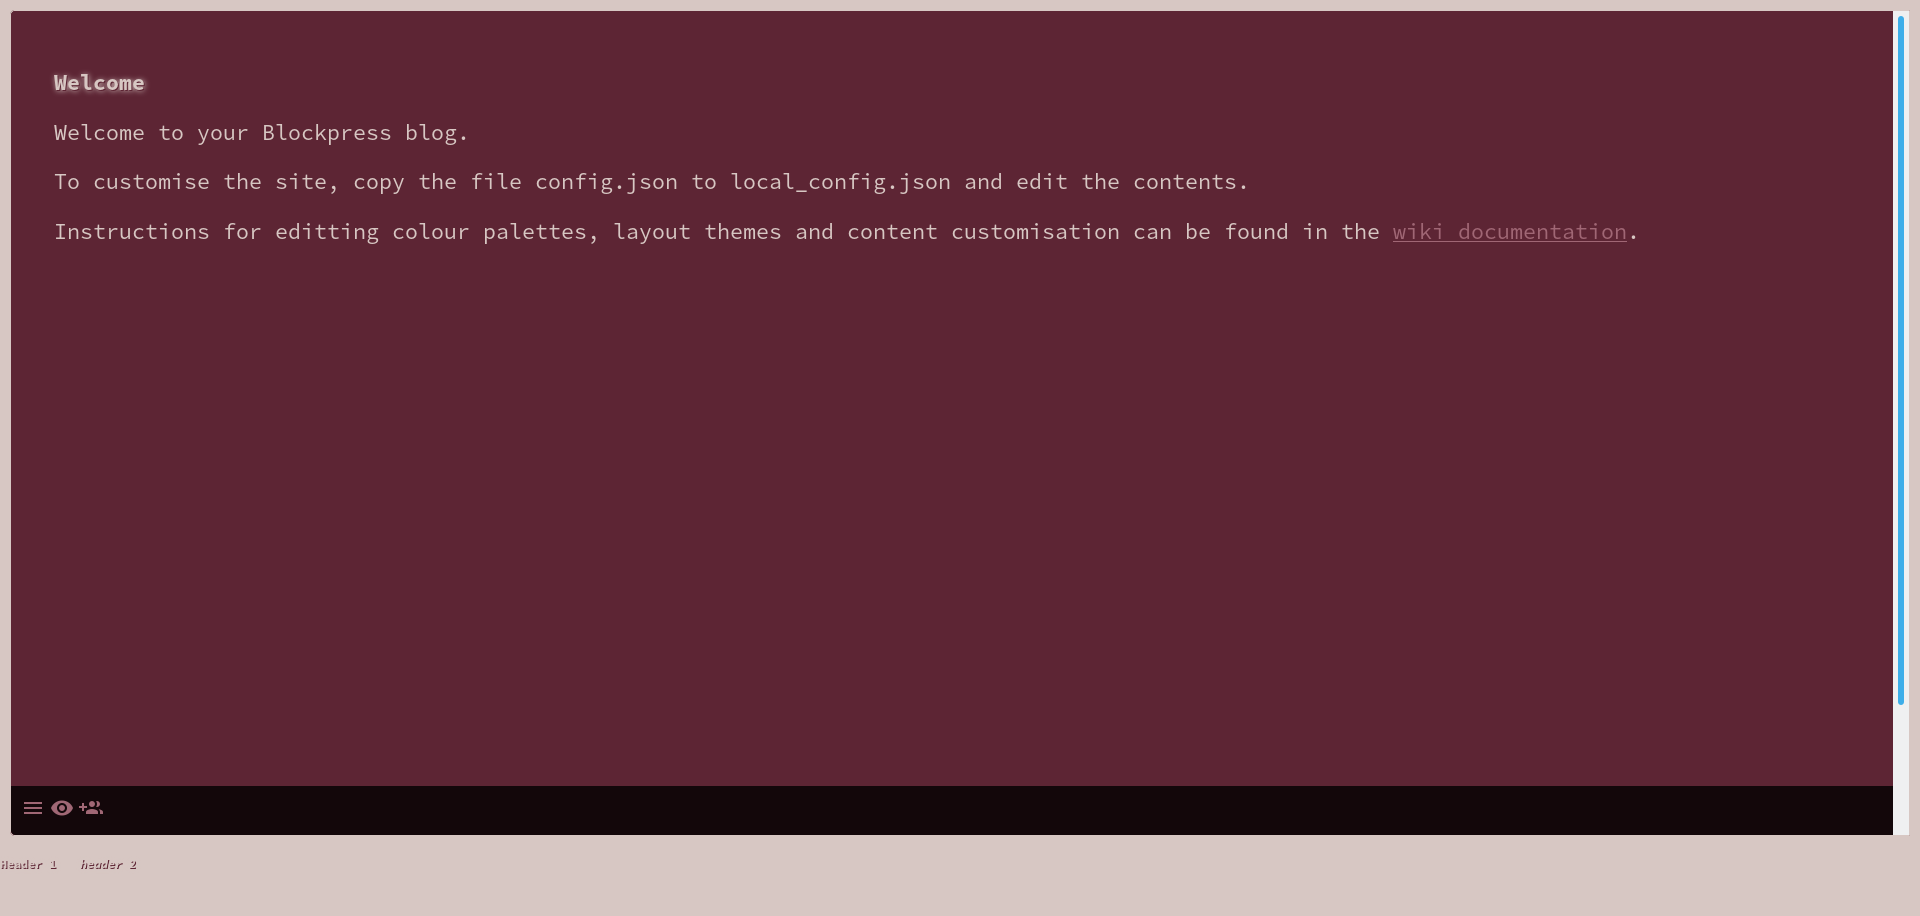 Welcome
Welcome to your Blockpress blog.
To customise the site, copy the file config.json to local_config.json and edit the contents.
Instructions for editting colour palettes, layout themes and content customisation can be found in the wiki documentation.
Header 1 header 2